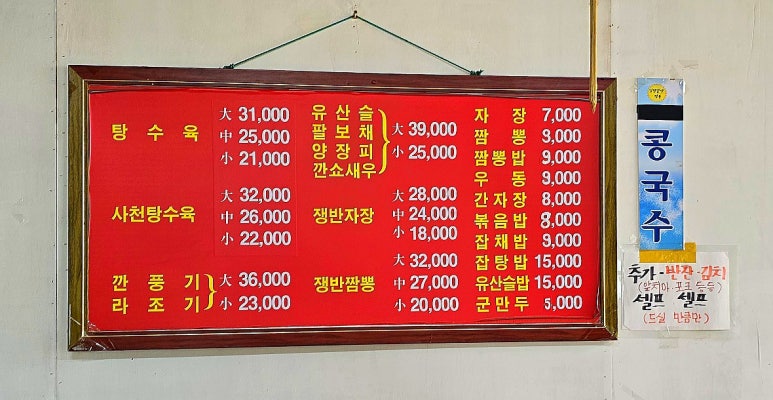 탕 수 육
大 31,000
中 25,000
小 21,000
사천탕수육
大 32,000
中 26,000
小 22,000
깐 풍 기
라 조 기
大 36,000
小 23,000
유 산 슬
팔 보 채
양 장 피
깐쇼새우
大 39,000
小 25,000
쟁반자장
大 28,000
中 24,000
小 18,000
쟁반짬뽕
大 32,000
中 27,000
小 20,000
자 장 7,000
짬 뽕 9,000
짬뽕밥 9,000
우 동 9,000
간자장 8,000
볶음밥 8,000
잡채밥 9,000
잡탕밥 15,000
유산슬밥 15,000
군만두 5,000
콩국수
추가-반찬-김치
셀프 셀프
(드실 만큼만)